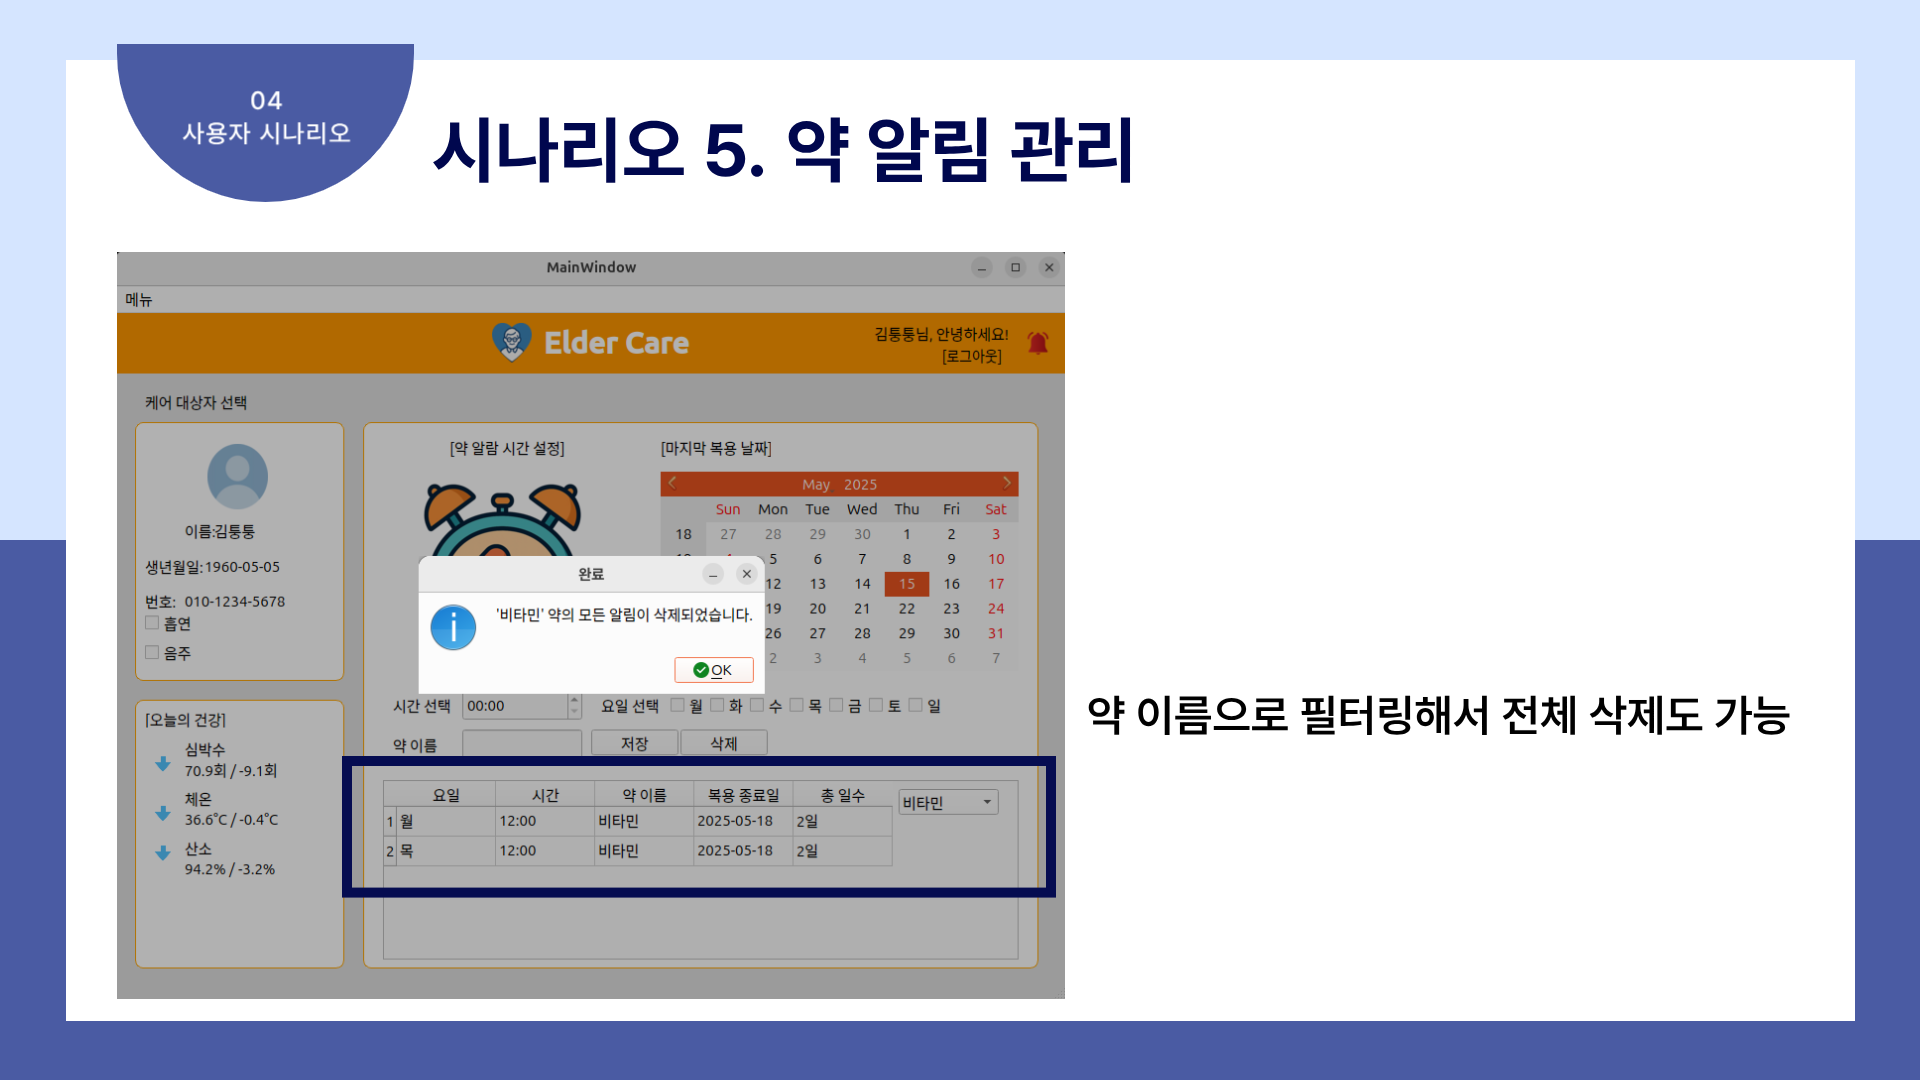 04
사용자 시나리오
시나리오 5. 약 알림 관리
MainWindow
메뉴
Elder Care
김통통님, 안녕하세요!
[로그아웃]
케어 대상자 선택
이름:김통통
생년월일:1960-05-05
번호: 010-1234-5678
흡연
음주
[오늘의 건강]
심박수
70.9회 / -9.1회
체온
36.6°C / -0.4°C
산소
94.2% / -3.2%
[약 알람 시간 설정]
[마지막 복용 날짜]
May 2025
Sun Mon Tue Wed Thu Fri Sat
18 27 28 29 30 1 2 3
5 6 7 8 9 10
12 13 14 15 16 17
19 20 21 22 23 24
26 27 28 29 30 31
2 3 4 5 6 7
완료
'비타민' 약의 모든 알림이 삭제되었습니다.
OK
시간 선택 00:00 요일 선택 월 화 수 목 금 토 일
약 이름 저장 삭제
요일 시간 약 이름 복용 종료일 총 일수 비타민
1 월 12:00 비타민 2025-05-18 2일
2 목 12:00 비타민 2025-05-18 2일
약 이름으로 필터링해서 전체 삭제도 가능